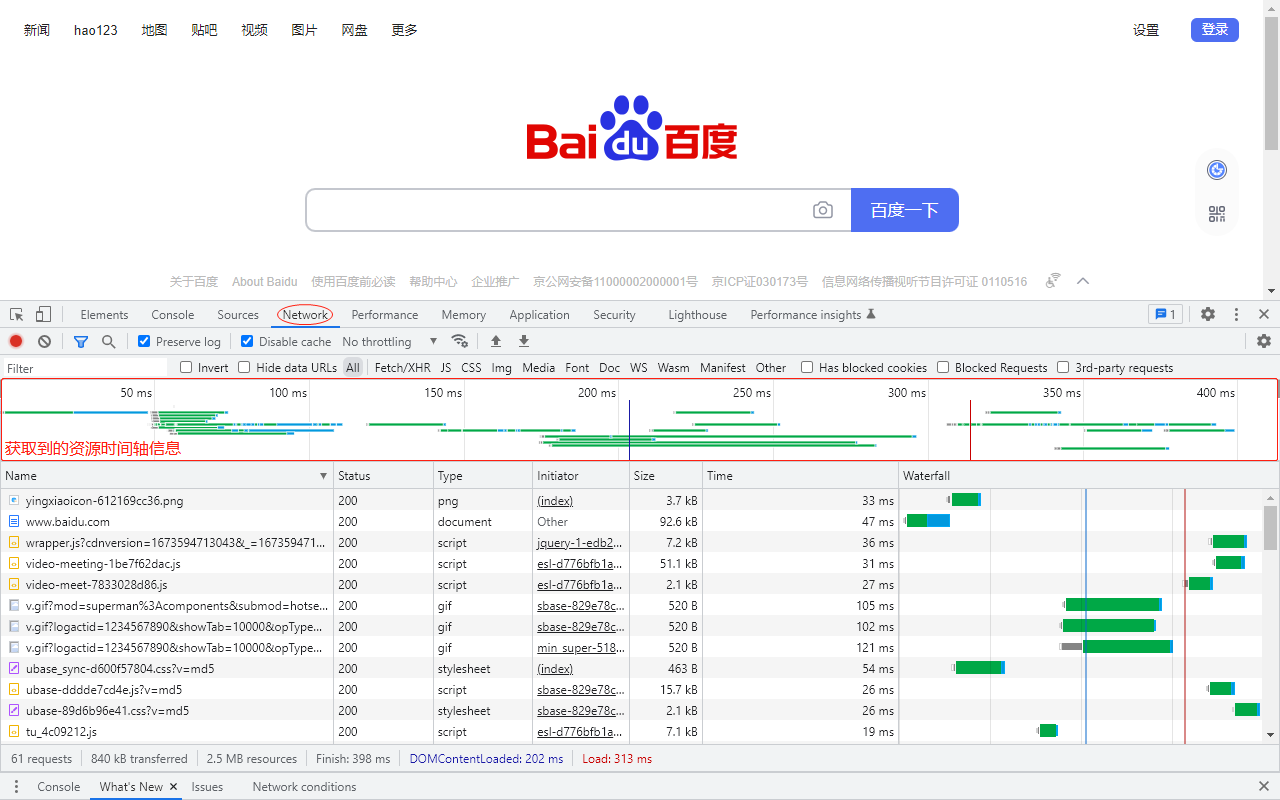 新闻 hao123 地图 贴吧 视频 图片 网盘 更多 设置 登录
Bai du 百度
百度一下
关于百度 About Baidu 使用百度前必读 帮助中心 企业推广 京公网安备11000002000001号 京ICP证030173号 信息网络传播视听节目许可证 0110516
Elements Console Sources Network Performance Memory Application Security Lighthouse Performance insights 1
Preserve log Disable cache No throttling
Filter Invert Hide data URLs All Fetch/XHR JS CSS Img Media Font Doc WS Wasm Manifest Other Has blocked cookies Blocked Requests 3rd-party requests
50 ms 100 ms 150 ms 200 ms 250 ms 300 ms 350 ms 400 ms
获取到的资源时间轴信息
Name Status Type Initiator Size Time Waterfall
yingxiaoicon-612169cc36.png 200 png (index) 3.7 kB 33 ms
www.baidu.com 200 document Other 92.6 kB 47 ms
wrapper.js?cdnversion=1673594713043&_=167359471... 200 script jquery-1-edb2... 7.2 kB 36 ms
video-meeting-1be7f62dac.js 200 script esl-d776bfb1a... 51.1 kB 31 ms
video-meet-7833028d86.js 200 script esl-d776bfb1a... 2.1 kB 27 ms
v.gif?mod=superman%3Acomponents&submod=hotse... 200 gif sbase-829e78c... 520 B 105 ms
v.gif?logactid=1234567890&showTab=10000&opType... 200 gif sbase-829e78c... 520 B 102 ms
v.gif?logactid=1234567890&showTab=10000&opType... 200 gif min_super-518... 520 B 121 ms
ubase_sync-d600f57804.css?v=md5 200 stylesheet (index) 463 B 54 ms
ubase-dddde7cd4e.js?v=md5 200 script sbase-829e78c... 15.7 kB 26 ms
ubase-89d6b96e41.css?v=md5 200 stylesheet sbase-829e78c... 2.1 kB 26 ms
tu_4c09212.js 200 script esl-d776bfb1a... 7.1 kB 19 ms
61 requests 840 kB transferred 2.5 MB resources Finish: 398 ms DOMContentLoaded: 202 ms Load: 313 ms
Console What's New Issues Network conditions